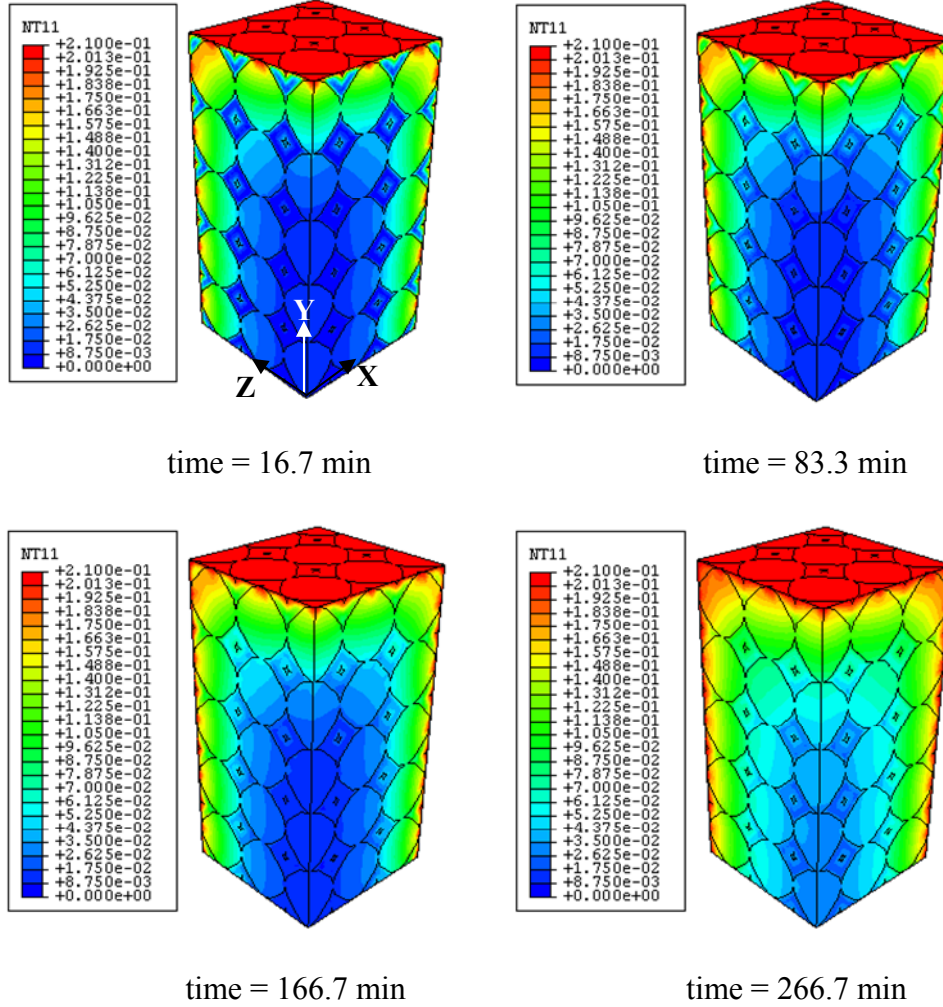 NT11
+2.100e-01
+2.013e-01
+1.925e-01
+1.838e-01
+1.750e-01
+1.663e-01
+1.575e-01
+1.488e-01
+1.400e-01
+1.312e-01
+1.225e-01
+1.138e-01
+1.050e-01
+9.625e-02
+8.750e-02
+7.875e-02
+7.000e-02
+6.125e-02
+5.250e-02
+4.375e-02
+3.500e-02
+2.625e-02
+1.750e-02
+8.750e-03
+0.000e+00
Y
Z
X
time = 16.7 min
NT11
+2.100e-01
+2.013e-01
+1.925e-01
+1.838e-01
+1.750e-01
+1.663e-01
+1.575e-01
+1.488e-01
+1.400e-01
+1.312e-01
+1.225e-01
+1.138e-01
+1.050e-01
+9.625e-02
+8.750e-02
+7.875e-02
+7.000e-02
+6.125e-02
+5.250e-02
+4.375e-02
+3.500e-02
+2.625e-02
+1.750e-02
+8.750e-03
+0.000e+00
time = 83.3 min
NT11
+2.100e-01
+2.013e-01
+1.925e-01
+1.838e-01
+1.750e-01
+1.663e-01
+1.575e-01
+1.488e-01
+1.400e-01
+1.312e-01
+1.225e-01
+1.138e-01
+1.050e-01
+9.625e-02
+8.750e-02
+7.875e-02
+7.000e-02
+6.125e-02
+5.250e-02
+4.375e-02
+3.500e-02
+2.625e-02
+1.750e-02
+8.750e-03
+0.000e+00
time = 166.7 min
NT11
+2.100e-01
+2.013e-01
+1.925e-01
+1.838e-01
+1.750e-01
+1.663e-01
+1.575e-01
+1.488e-01
+1.400e-01
+1.312e-01
+1.225e-01
+1.138e-01
+1.050e-01
+9.625e-02
+8.750e-02
+7.875e-02
+7.000e-02
+6.125e-02
+5.250e-02
+4.375e-02
+3.500e-02
+2.625e-02
+1.750e-02
+8.750e-03
+0.000e+00
time = 266.7 min